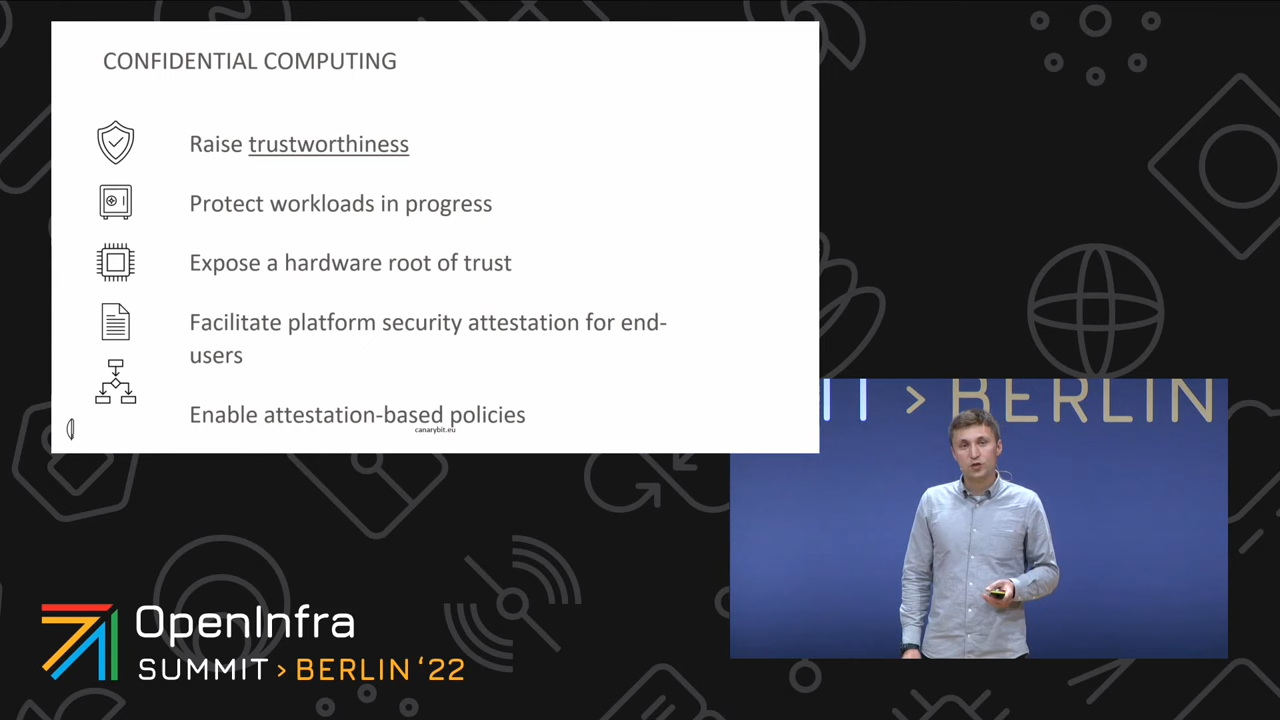 CONFIDENTIAL COMPUTING
Raise trustworthiness
Protect workloads in progress
Expose a hardware root of trust
Facilitate platform security attestation for end-
users
Enable attestation-based policies
canarybit.eu
> BERLIN
OpenInfra
SUMMIT > BERLIN ‘22